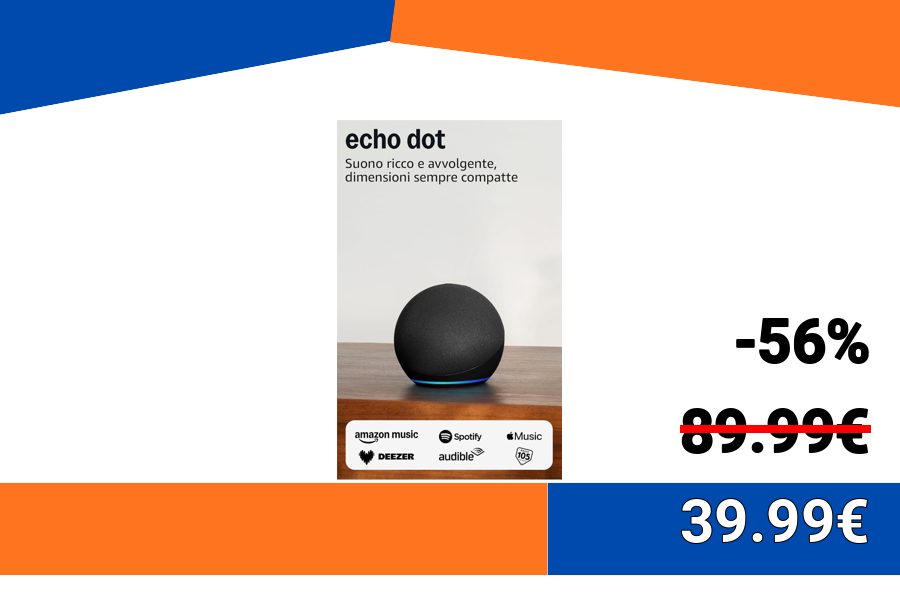 echo dot
Suono ricco e avvolgente,
dimensioni sempre compatte
-56%
89.99€
amazon music
Spotify
Music
DEEZER
audible
105
39.99€